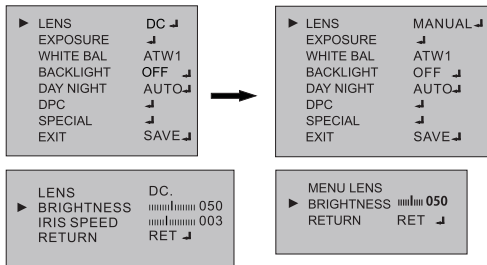 ► LENS DC ↲
EXPOSURE ↲
WHITE BAL ATW1
BACKLIGHT OFF ↲
DAY NIGHT AUTO↲
DPC ↲
SPECIAL ↲
EXIT SAVE↲
► LENS MANUAL↲
EXPOSURE ↲
WHITE BAL ATW1
BACKLIGHT OFF ↲
DAY NIGHT AUTO↲
DPC ↲
SPECIAL ↲
EXIT SAVE↲
LENS DC.
► BRIGHTNESS 050
IRIS SPEED 003
RETURN RET ↲
MENU LENS
► BRIGHTNESS 050
RETURN RET ↲